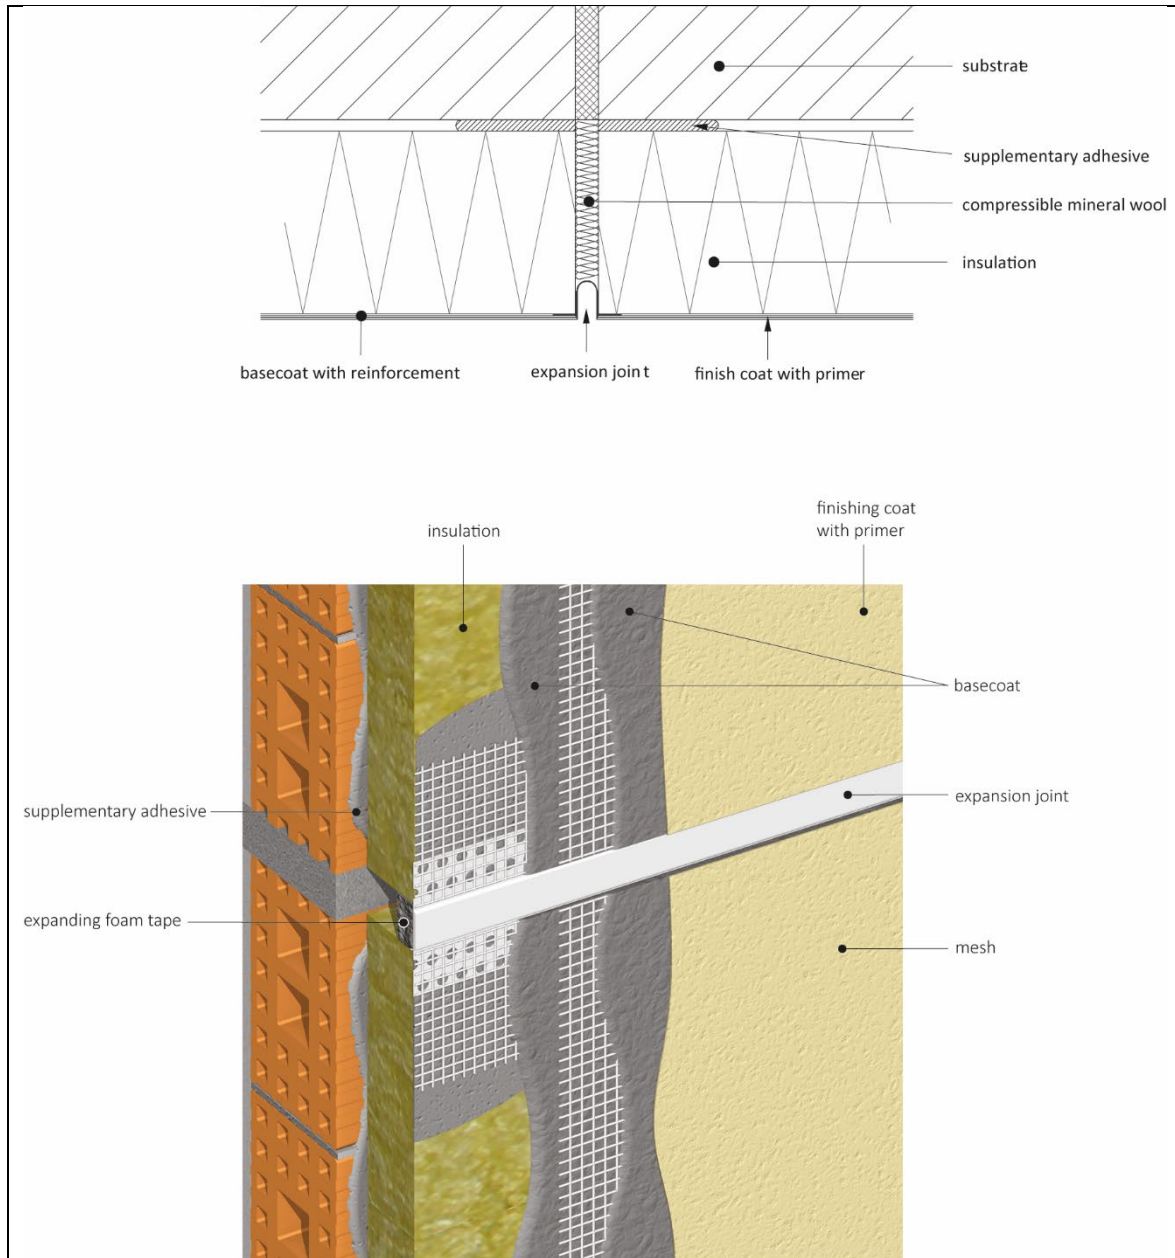 substrate
supplementary adhesive
compressible mineral wool
insulation
basecoat with reinforcement
expansion joint
finish coat with primer
finishing coat
with primer
insulation
basecoat
supplementary adhesive
expansion joint
expanding foam tape
mesh